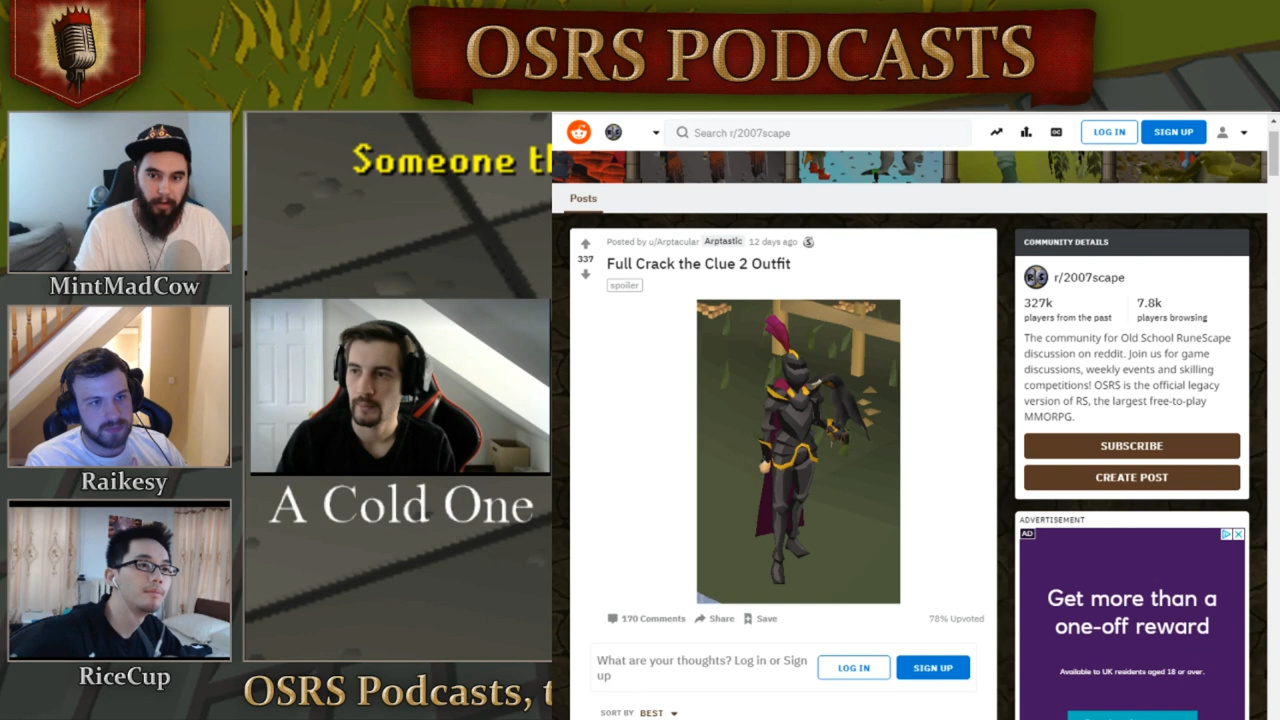 OSRS PODCASTS
MintMadCow
Raikesy
RiceCup
Someone th
A Cold One
OSRS Podcasts, t
Search r/2007scape
LOG IN
SIGN UP
Posts
Posted by u/Arptacular Arptastic 12 days ago
337
Full Crack the Clue 2 Outfit
spoiler
170 Comments Share Save 78% Upvoted
What are your thoughts? Log in or Sign
up
LOG IN
SIGN UP
SORT BY BEST
COMMUNITY DETAILS
r/2007scape
327k 7.8k
players from the past players browsing
The community for Old School RuneScape
discussion on reddit. Join us for game
discussions, weekly events and skilling
competitions! OSRS is the official legacy
version of RS, the largest free-to-play
MMORPG.
SUBSCRIBE
CREATE POST
ADVERTISEMENT
AD
Get more than a
one-off reward
Available to UK residents aged 18 or over.